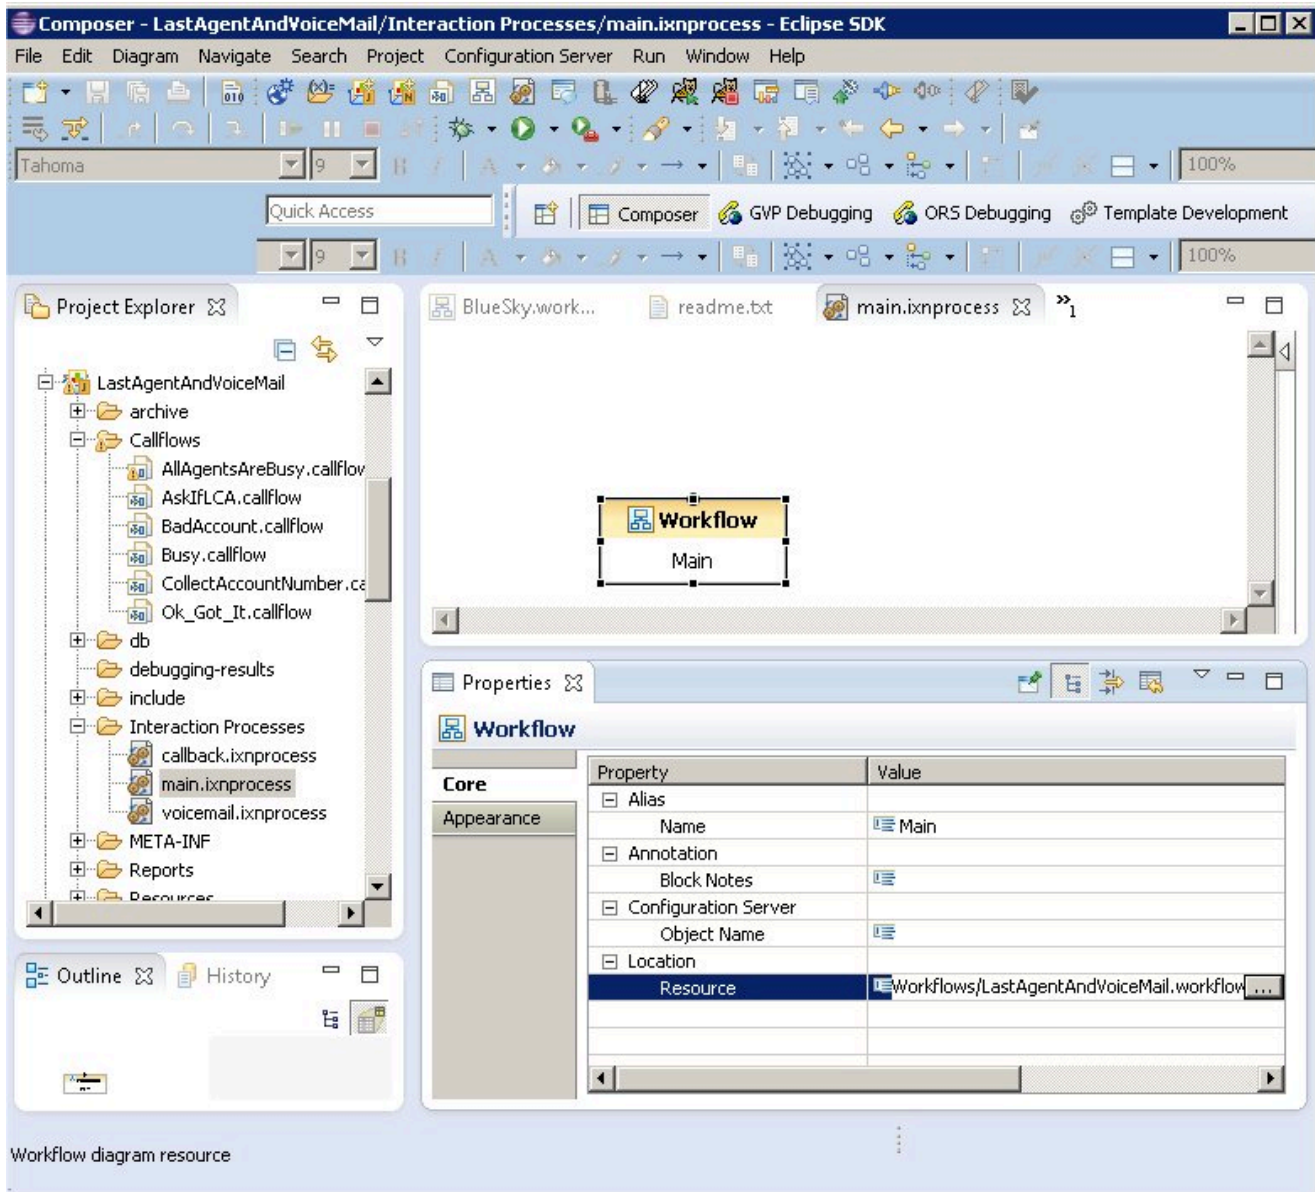 Composer - LastAgentAndVoiceMail/Interaction Processes/main.ixnprocess - Eclipse SDK
File Edit Diagram Navigate Search Project Configuration Server Run Window Help
Tahoma 9 B I A 100%
Quick Access Composer GVP Debugging ORS Debugging Template Development
9 B I A 100%
Project Explorer
LastAgentAndVoiceMail
archive
Callflows
AllAgentsAreBusy.callflow
AskIfLCA.callflow
BadAccount.callflow
Busy.callflow
CollectAccountNumber.ca
Ok_Got_It.callflow
db
debugging-results
include
Interaction Processes
callback.ixnprocess
main.ixnprocess
voicemail.ixnprocess
META-INF
Reports
Resources
Outline History
BlueSky.work... readme.txt main.ixnprocess »1
Workflow
Main
Properties
Workflow
Core
Appearance
Property Value
Alias
Name Main
Annotation
Block Notes
Configuration Server
Object Name
Location
Resource Workflows/LastAgentAndVoiceMail.workflow ...
Workflow diagram resource